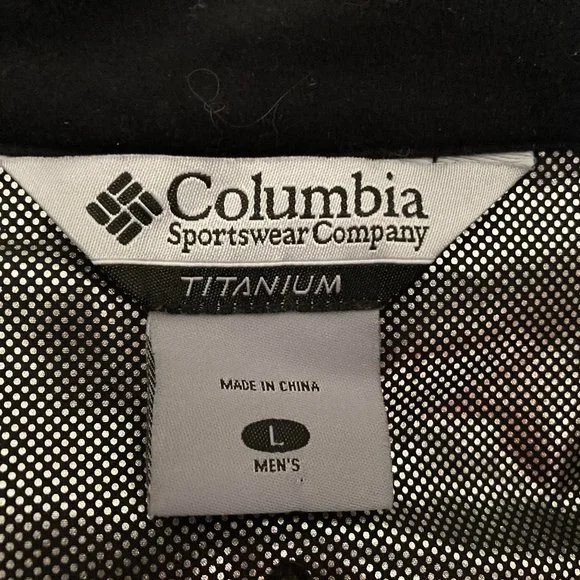 Columbia
Sportswear Company
TITANIUM
MADE IN CHINA
L
MEN'S